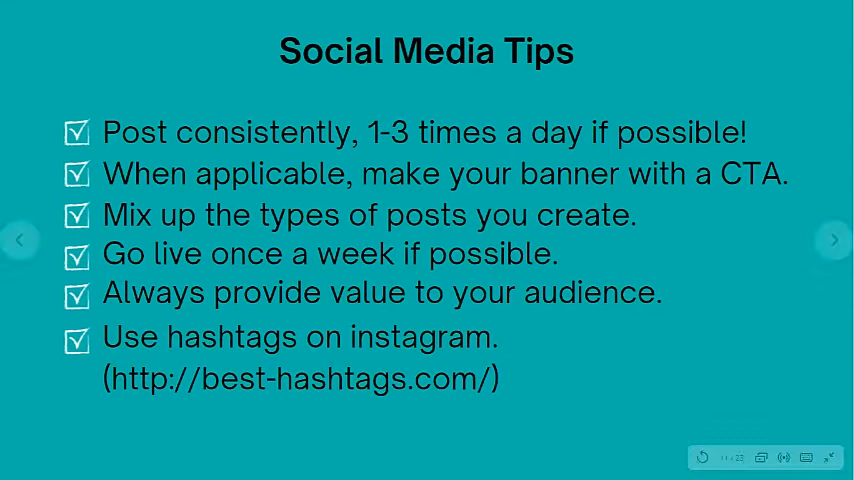 Social Media Tips
Post consistently, 1-3 times a day if possible!
When applicable, make your banner with a CTA.
Mix up the types of posts you create.
Go live once a week if possible.
Always provide value to your audience.
Use hashtags on instagram.
(http://best-hashtags.com/)